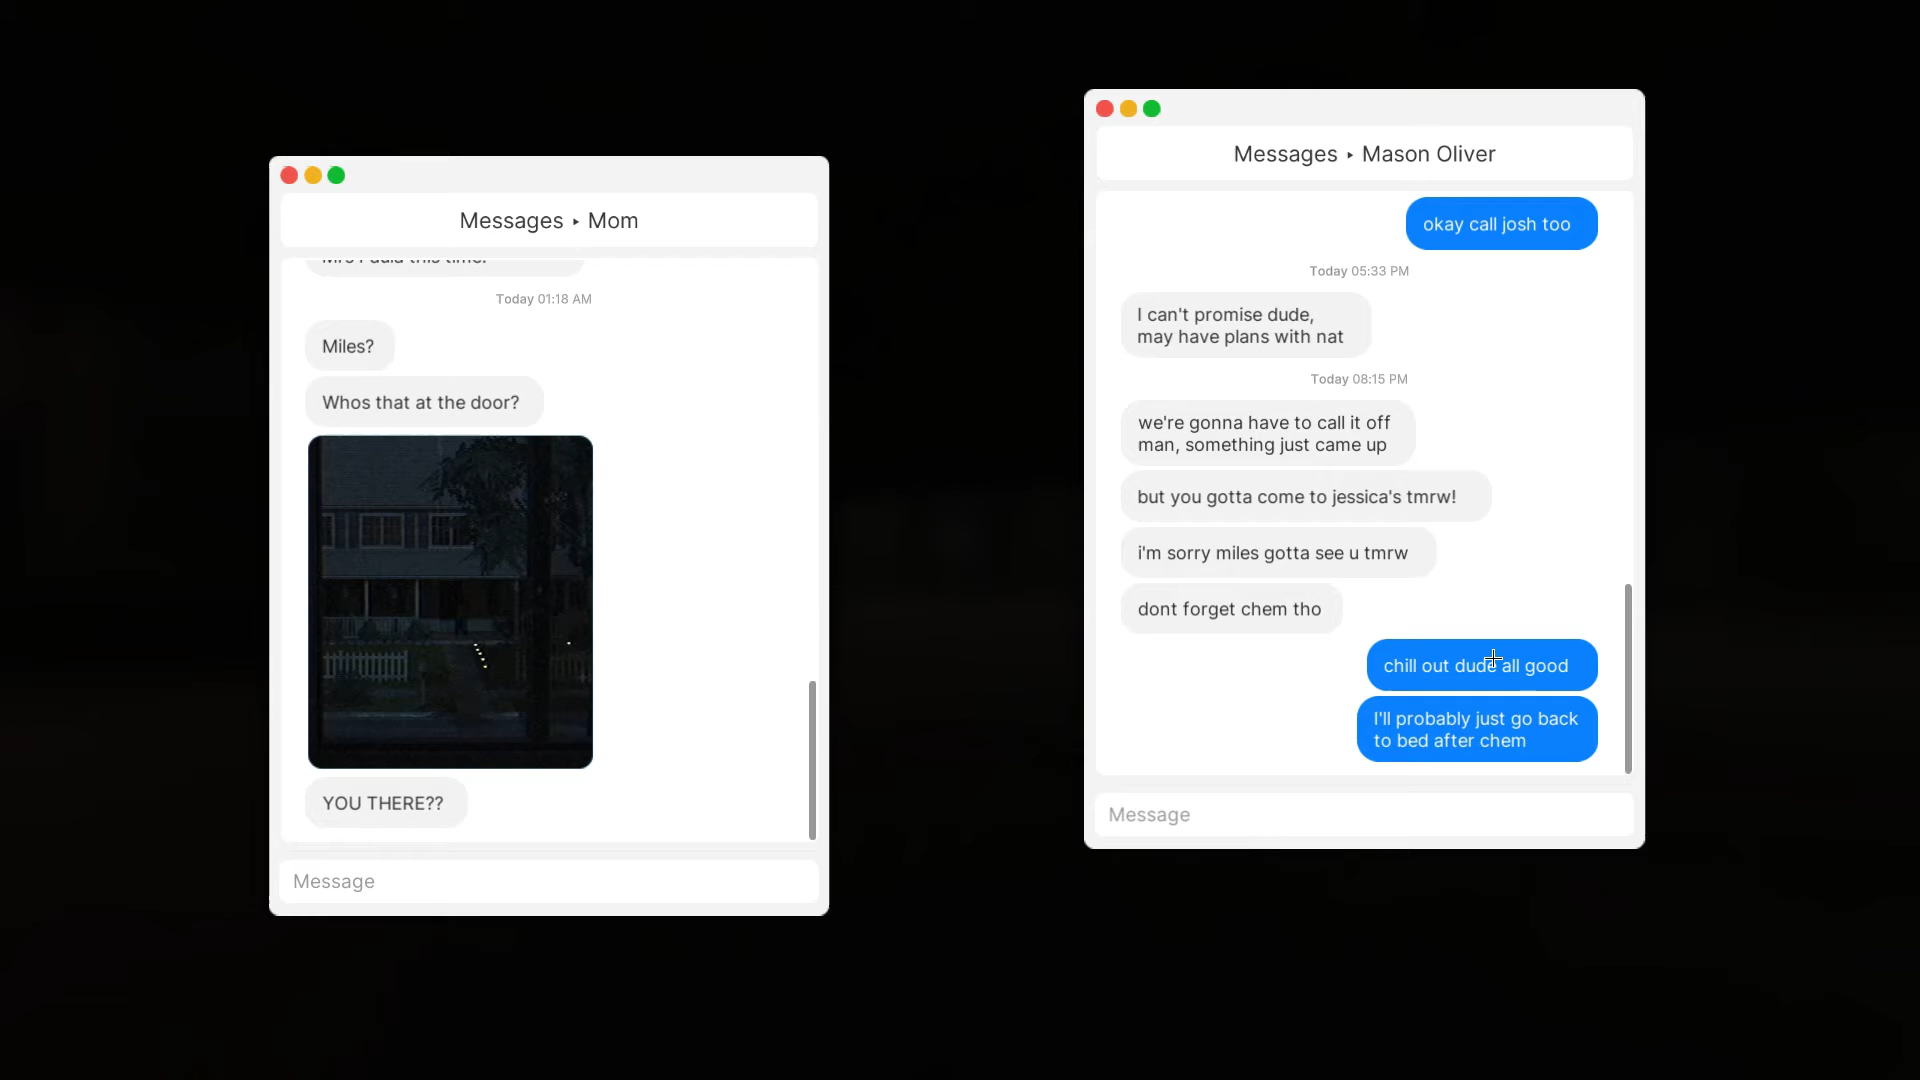 Messages ▸ Mom
Mrs Paula this time.
Today 01:18 AM
Miles?
Whos that at the door?
YOU THERE??
Message
Messages ▸ Mason Oliver
okay call josh too
Today 05:33 PM
I can't promise dude,
may have plans with nat
Today 08:15 PM
we're gonna have to call it off
man, something just came up
but you gotta come to jessica's tmrw!
i'm sorry miles gotta see u tmrw
dont forget chem tho
chill out dude all good
I'll probably just go back
to bed after chem
Message